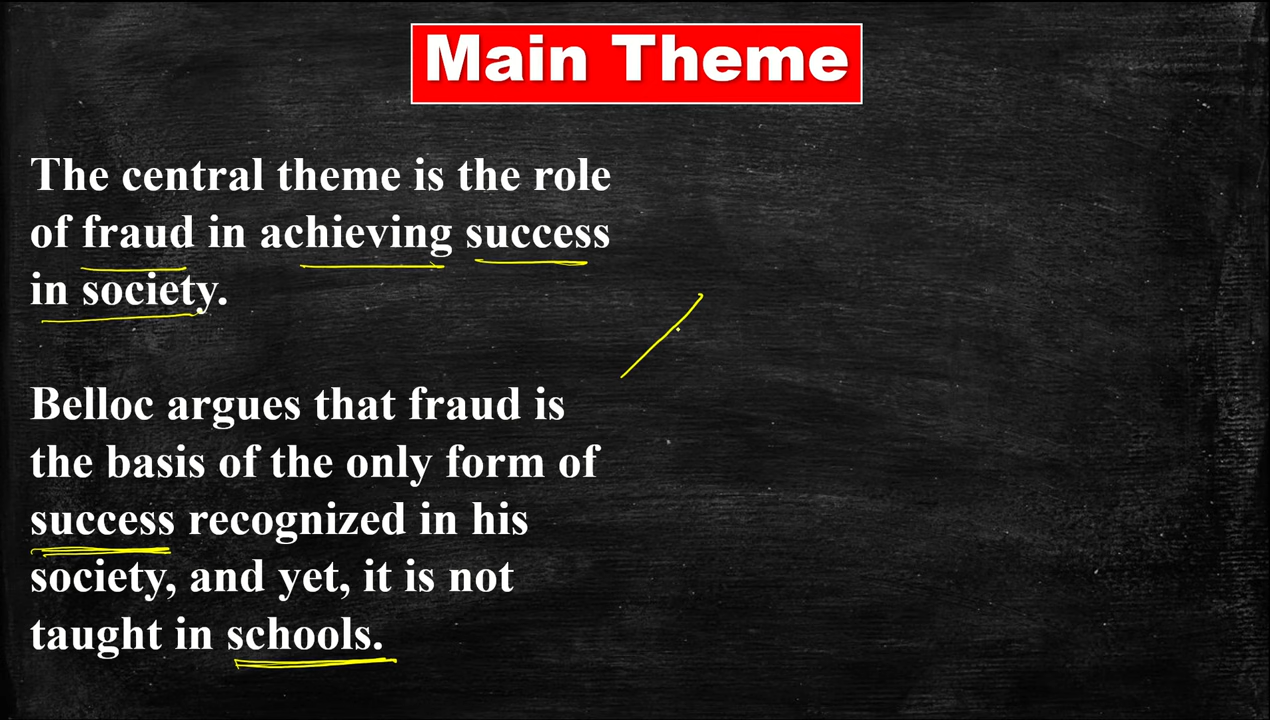 Main Theme
The central theme is the role
of fraud in achieving success
in society.
Belloc argues that fraud is
the basis of the only form of
success recognized in his
society, and yet, it is not
taught in schools.